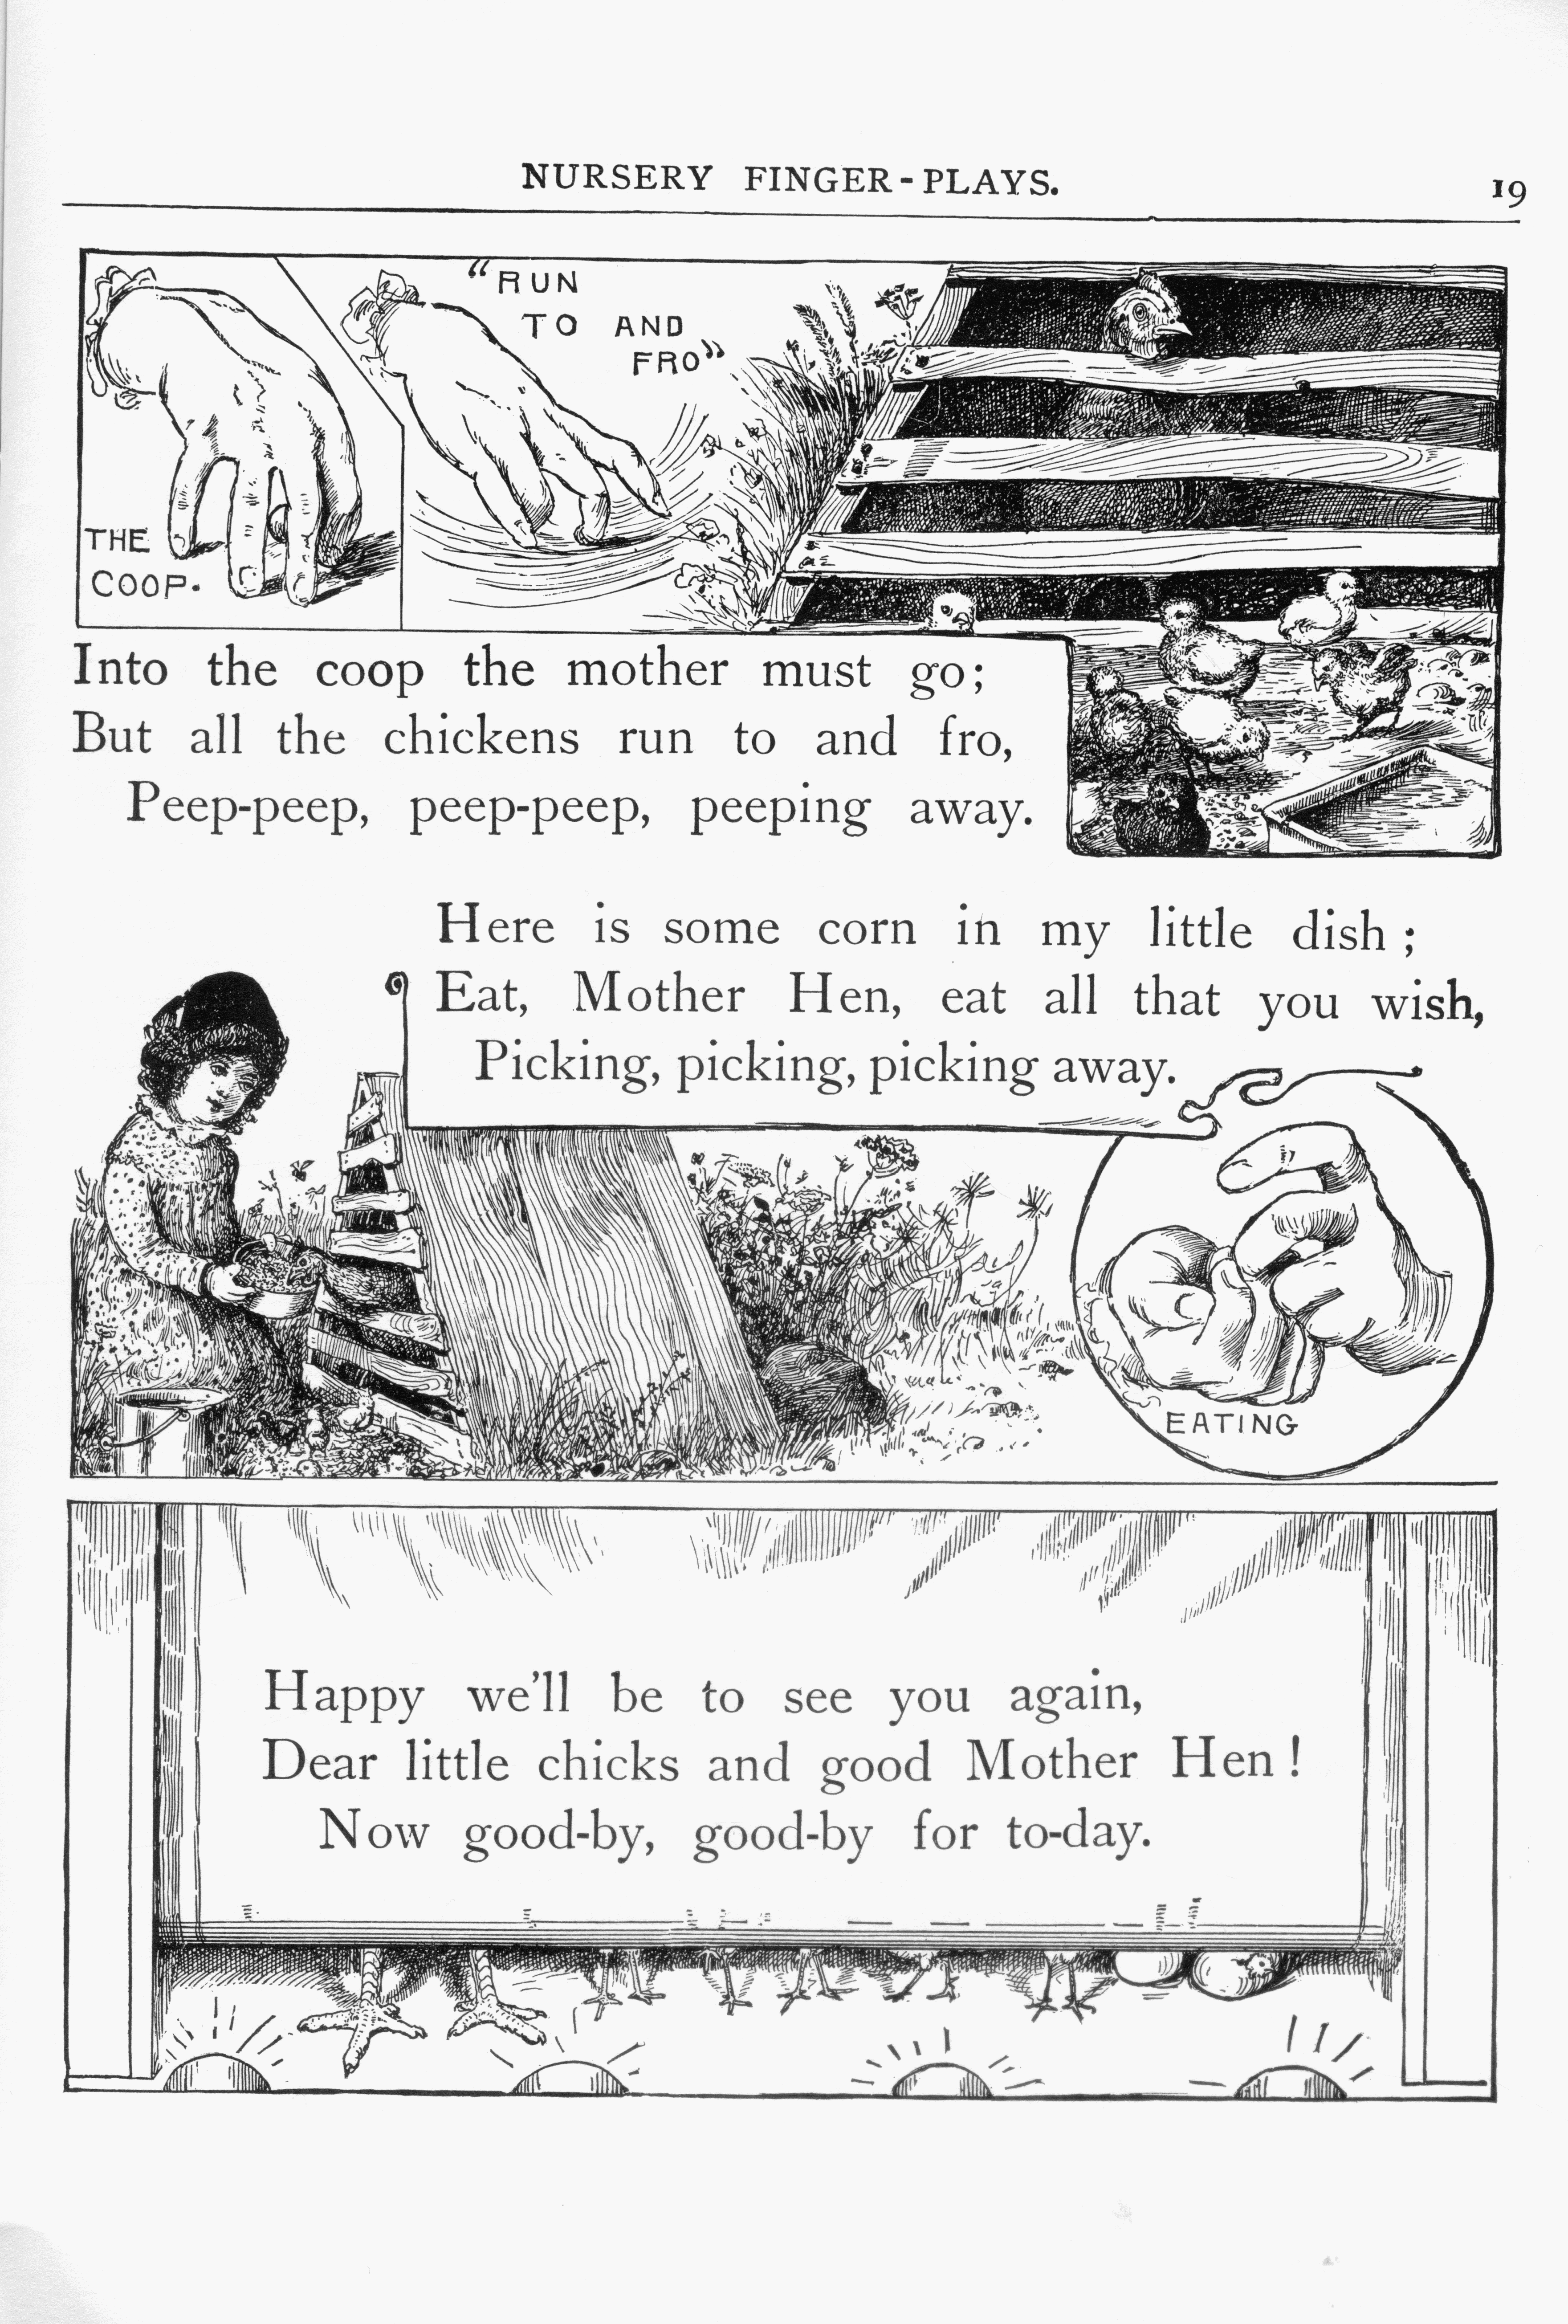 NURSERY FINGER-PLAYS.
19
THE
COOP.
"RUN
TO AND
FRO"
Into the coop the mother must go;
But all the chickens run to and fro,
Peep-peep, peep-peep, peeping away.
Here is some corn in my little dish;
Eat, Mother Hen, eat all that you wish,
Picking, picking, picking away.
EATING
Happy we'll be to see you again,
Dear little chicks and good Mother Hen!
Now good-by, good-by for to-day.